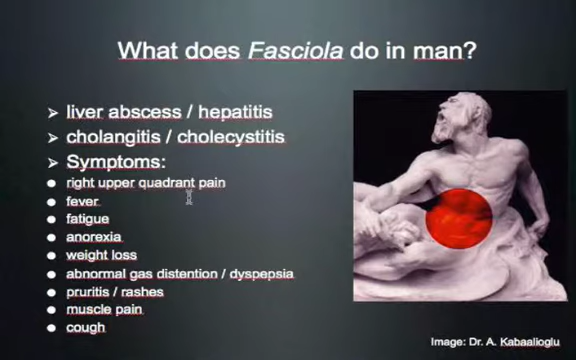 What does Fasciola do in man?
➢ liver abscess / hepatitis
➢ cholangitis / cholecystitis
➢ Symptoms:
● right upper quadrant pain
● fever
● fatigue
● anorexia
● weight loss
● abnormal gas distention / dyspepsia
● pruritis / rashes
● muscle pain
● cough
Image: Dr. A. Kabaalioglu